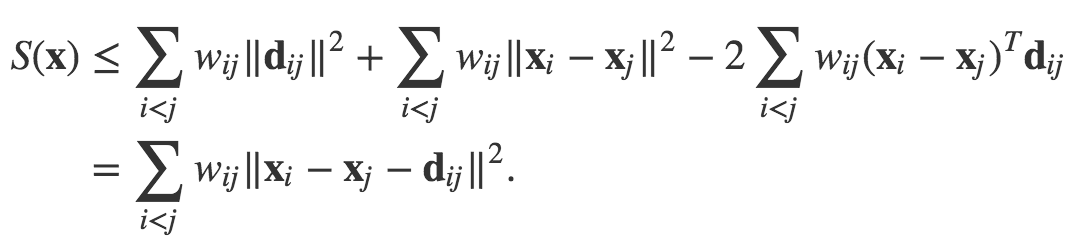 S(𝐱) ≤ ∑_{i<j} w_{ij}‖𝐝_{ij}‖² + ∑_{i<j} w_{ij}‖𝐱_i − 𝐱_j‖² − 2 ∑_{i<j} w_{ij}(𝐱_i − 𝐱_j)^T 𝐝_{ij}
= ∑_{i<j} w_{ij}‖𝐱_i − 𝐱_j − 𝐝_{ij}‖².